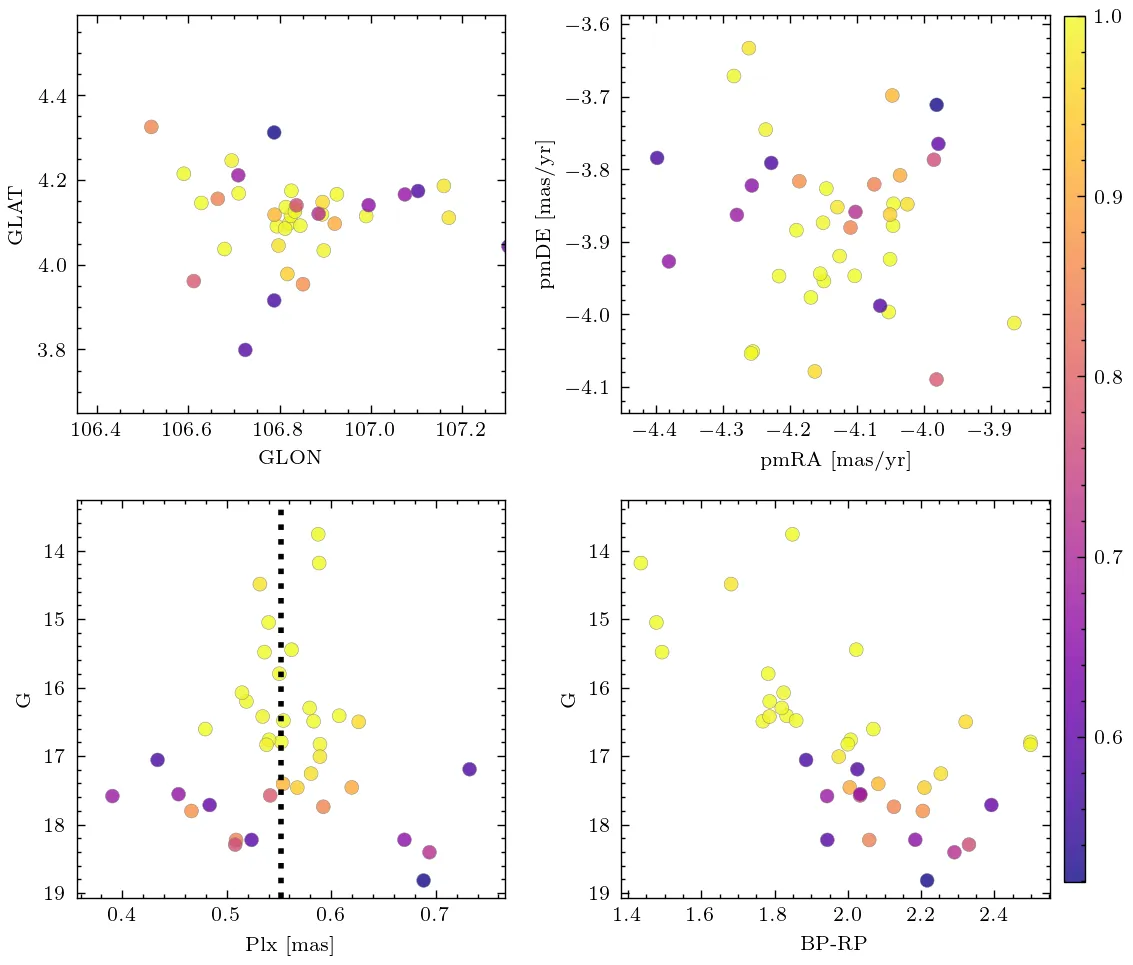 4.4
4.2
4.0
3.8
GLAT
106.4 106.6 106.8 107.0 107.2
GLON
−3.6
−3.7
−3.8
−3.9
−4.0
−4.1
pmDE [mas/yr]
−4.4 −4.3 −4.2 −4.1 −4.0 −3.9
pmRA [mas/yr]
14
15
16
17
18
19
G
0.4 0.5 0.6 0.7
Plx [mas]
14
15
16
17
18
19
G
1.4 1.6 1.8 2.0 2.2 2.4
BP-RP
1.0
0.9
0.8
0.7
0.6